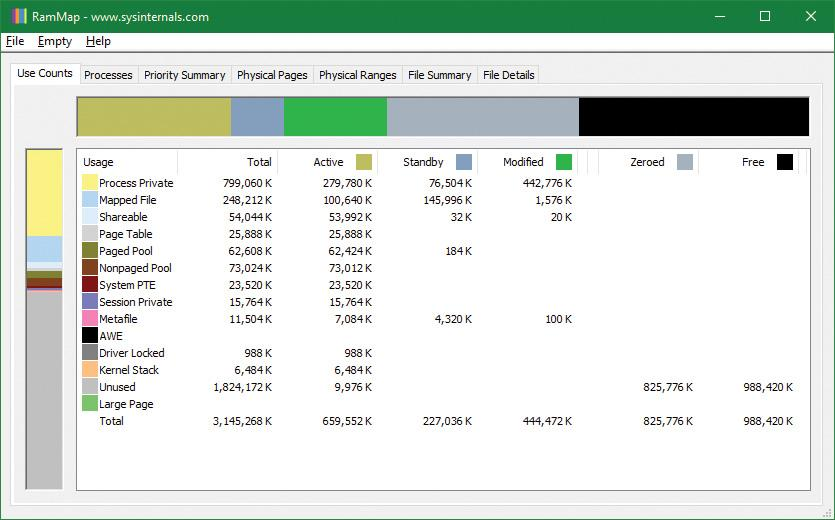 RamMap - www.sysinternals.com
File Empty Help
Use Counts Processes Priority Summary Physical Pages Physical Ranges File Summary File Details
Usage Total Active Standby Modified Zeroed Free
Process Private 799,060 K 279,780 K 76,504 K 442,776 K
Mapped File 248,212 K 100,640 K 145,996 K 1,576 K
Shareable 54,044 K 53,992 K 32 K 20 K
Page Table 25,888 K 25,888 K
Paged Pool 62,608 K 62,424 K 184 K
Nonpaged Pool 73,024 K 73,012 K
System PTE 23,520 K 23,520 K
Session Private 15,764 K 15,764 K
Metafile 11,504 K 7,084 K 4,320 K 100 K
AWE
Driver Locked 988 K 988 K
Kernel Stack 6,484 K 6,484 K
Unused 1,824,172 K 9,976 K 825,776 K 988,420 K
Large Page
Total 3,145,268 K 659,552 K 227,036 K 444,472 K 825,776 K 988,420 K